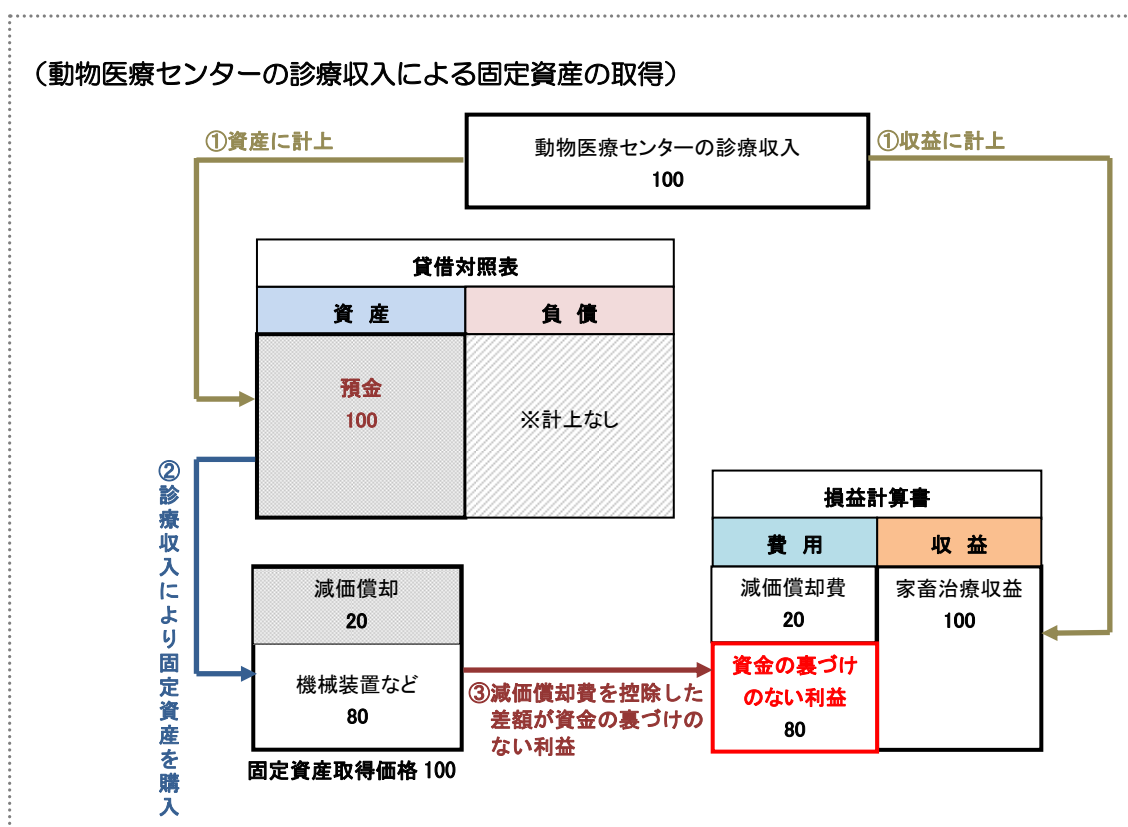 （動物医療センターの診療収入による固定資産の取得）
①資産に計上
動物医療センターの診療収入
100
①収益に計上
貸借対照表
資 産
負 債
預金
100
※計上なし
②診療収入により固定資産を購入
損益計算書
費 用
収 益
減価償却
20
機械装置など
80
固定資産取得価格 100
③減価償却費を控除した
差額が資金の裏づけの
ない利益
減価償却費
20
資金の裏づけ
のない利益
80
家畜治療収益
100